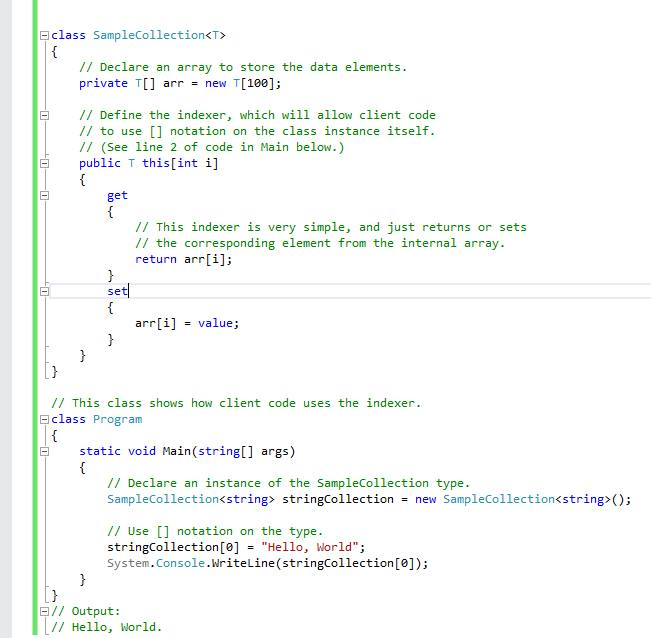 class SampleCollection<T>
{
    // Declare an array to store the data elements.
    private T[] arr = new T[100];

    // Define the indexer, which will allow client code
    // to use [] notation on the class instance itself.
    // (See line 2 of code in Main below.)
    public T this[int i]
    {
        get
        {
            // This indexer is very simple, and just returns or sets
            // the corresponding element from the internal array.
            return arr[i];
        }
        set
        {
            arr[i] = value;
        }
    }
}

// This class shows how client code uses the indexer.
class Program
{
    static void Main(string[] args)
    {
        // Declare an instance of the SampleCollection type.
        SampleCollection<string> stringCollection = new SampleCollection<string>();

        // Use [] notation on the type.
        stringCollection[0] = "Hello, World";
        System.Console.WriteLine(stringCollection[0]);
    }
}
// Output:
// Hello, World.